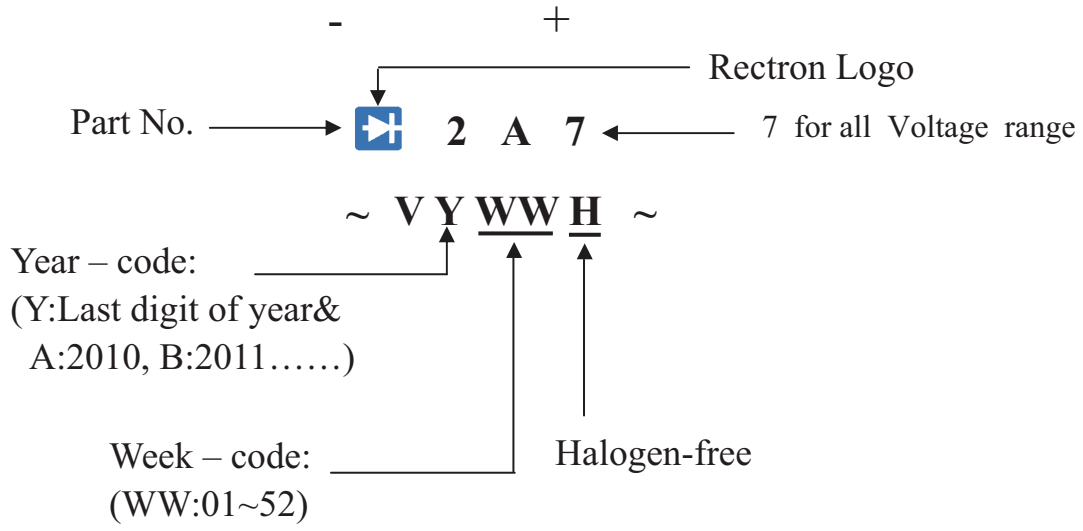 - +
Rectron Logo
Part No. 2 A 7 7 for all Voltage range
~ V Y WW H ~
Year – code:
(Y:Last digit of year&
A:2010, B:2011……)
Week – code:
(WW:01~52)
Halogen-free